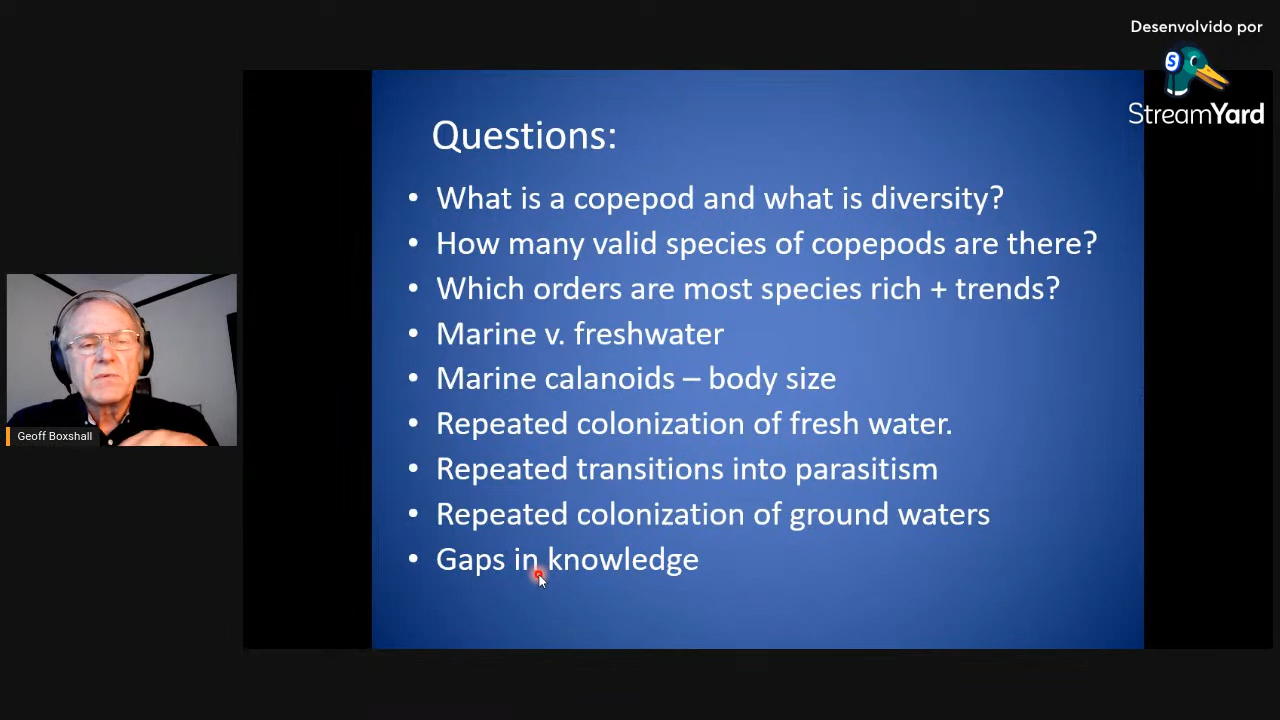 Desenvolvido por
S
StreamYard
Questions:
• What is a copepod and what is diversity?
• How many valid species of copepods are there?
• Which orders are most species rich + trends?
• Marine v. freshwater
• Marine calanoids – body size
• Repeated colonization of fresh water.
• Repeated transitions into parasitism
• Repeated colonization of ground waters
• Gaps in knowledge
Geoff Boxshall